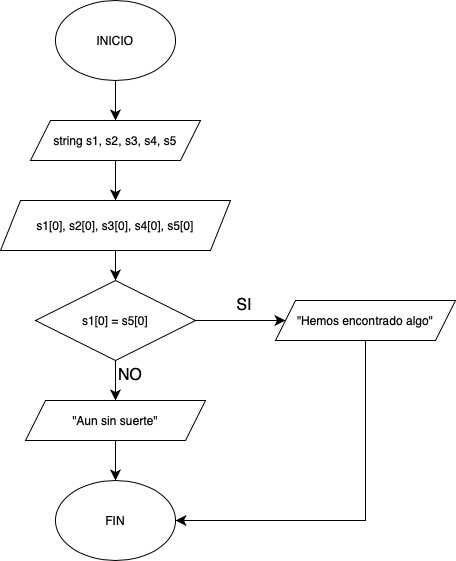 INICIO
string s1, s2, s3, s4, s5
s1[0], s2[0], s3[0], s4[0], s5[0]
s1[0] = s5[0]
SI
"Hemos encontrado algo"
NO
"Aun sin suerte"
FIN